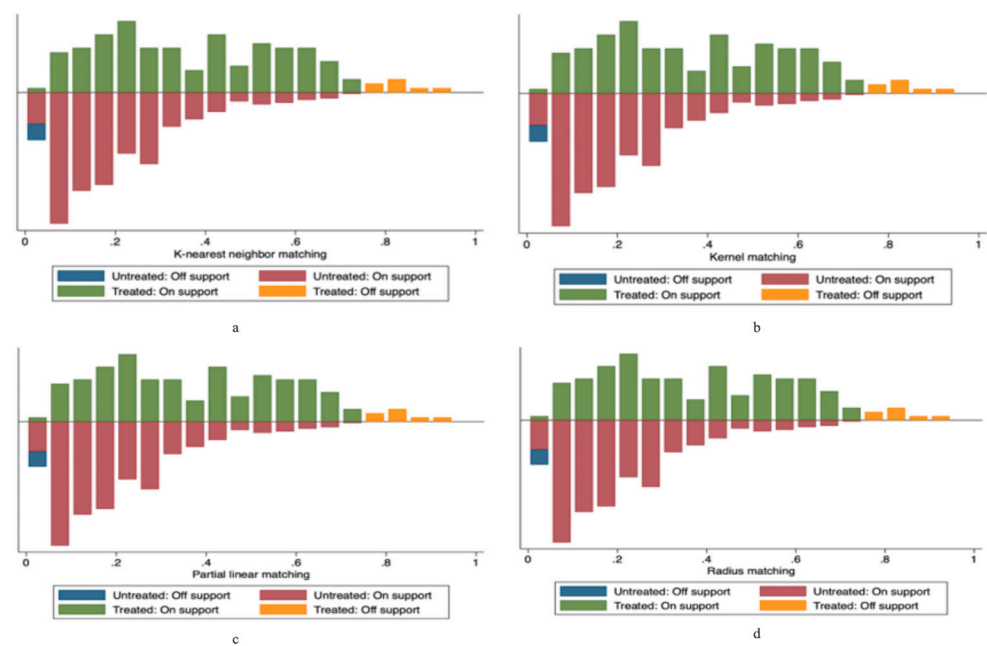 0 .2 .4 .6 .8 1
K-nearest neighbor matching
Untreated: Off support Untreated: On support
Treated: On support Treated: Off support
a
0 .2 .4 .6 .8 1
Kernel matching
Untreated: Off support Untreated: On support
Treated: On support Treated: Off support
b
0 .2 .4 .6 .8 1
Partial linear matching
Untreated: Off support Untreated: On support
Treated: On support Treated: Off support
c
0 .2 .4 .6 .8 1
Radius matching
Untreated: Off support Untreated: On support
Treated: On support Treated: Off support
d